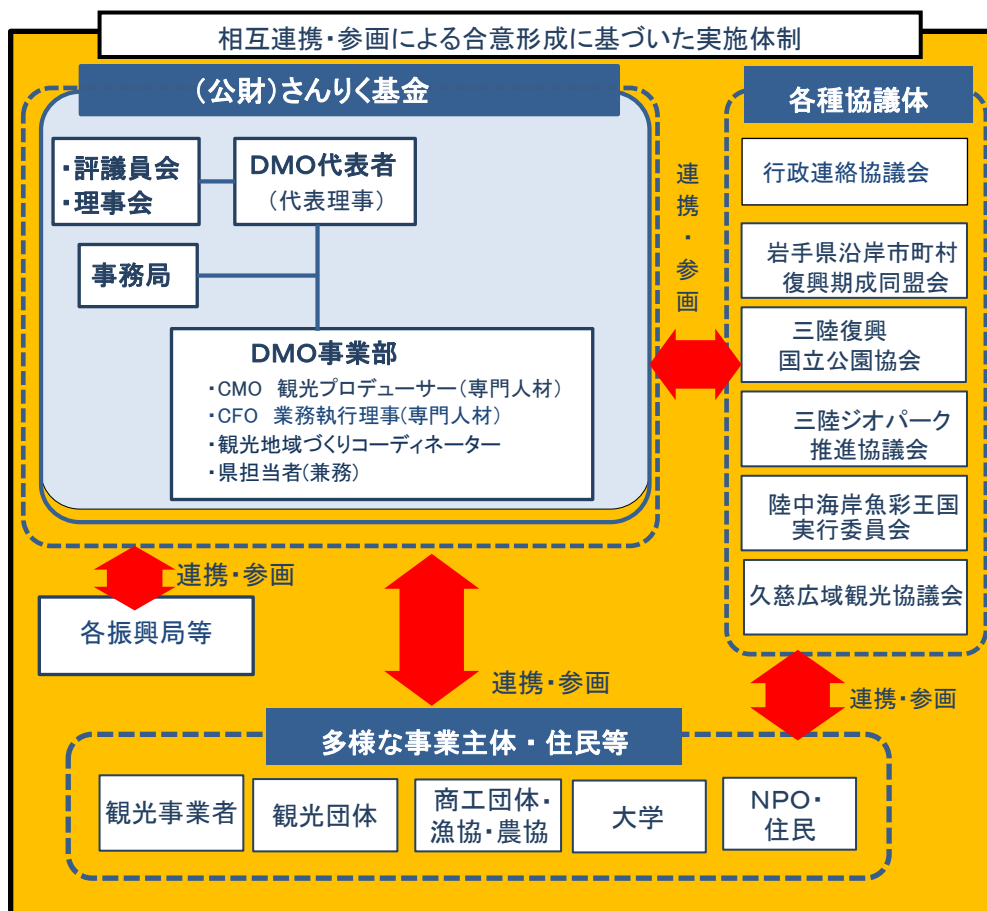 相互連携・参画による合意形成に基づいた実施体制
（公財）さんりく基金
・評議員会
・理事会
DMO代表者
（代表理事）
事務局
DMO事業部
・CMO　観光プロデューサー（専門人材）
・CFO　業務執行理事（専門人材）
・観光地域づくりコーディネーター
・県担当者（兼務）
連携・参画
各種協議体
行政連絡協議会
岩手県沿岸市町村
復興期成同盟会
三陸復興
国立公園協会
三陸ジオパーク
推進協議会
陸中海岸魚彩王国
実行委員会
久慈広域観光協議会
連携・参画
各振興局等
連携・参画
連携・参画
多様な事業主体・住民等
観光事業者
観光団体
商工団体・
漁協・農協
大学
NPO・
住民